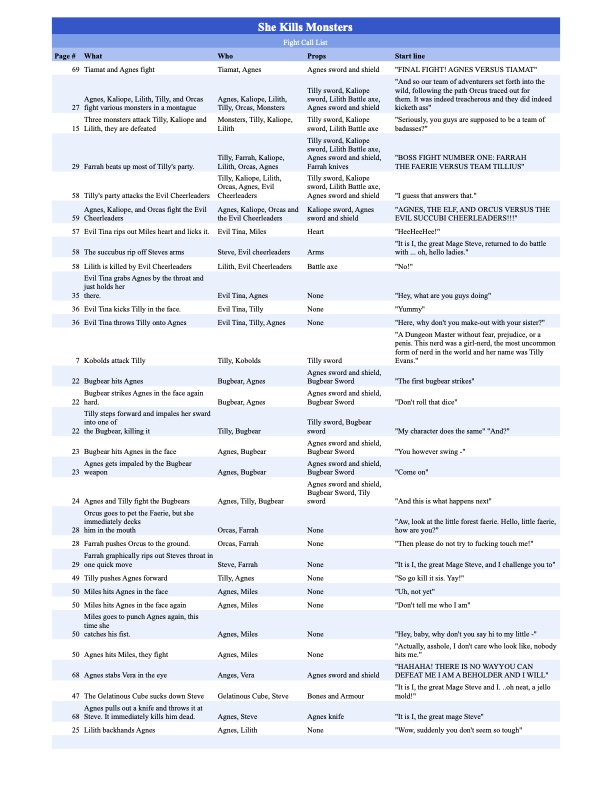 She Kills Monsters
Fight Call List
Page # What Who Props Start line
69 Tiamat and Agnes fight Tiamat, Agnes Agnes sword and shield "FINAL FIGHT! AGNES VERSUS TIAMAT"
"And so our team of adventurers set forth into the
Tilly sword, Kaliope wild, following the path Orcus traced out for
Agnes, Kaliope, Lilith, Tilly, and Orcas Agnes, Kaliope, Lilith, sword, Lilith Battle axe, them. It was indeed treacherous and they did indeed
27 fight various monsters in a montague Tilly, Orcas, Monsters Agnes sword and shield kicketh ass"
Three monsters attack Tilly, Kaliope and Monsters, Tilly, Kaliope, Tilly sword, Kaliope "Seriously, you guys are supposed to be a team of
15 Lilith, they are defeated Lilith sword, Lilith Battle axe badasses?"
Tilly sword, Kaliope
sword, Lilith Battle axe,
Tilly, Farrah, Kaliope, Agnes sword and shield, "BOSS FIGHT NUMBER ONE: FARRAH
29 Farrah beats up most of Tilly's party. Lilith, Orcas, Agnes Farrah knives THE FAERIE VERSUS TEAM TILLIUS"
Tilly, Kaliope, Lilith, Tilly sword, Kaliope
Orcas, Agnes, Evil sword, Lilith Battle axe,
58 Tilly's party attacks the Evil Cheerleaders Cheerleaders Agnes sword and shield "I guess that answers that."
Agnes, Kaliope, and Orcas fight the Evil Agnes, Kaliope, Orcas and Kaliope sword, Agnes "AGNES, THE ELF, AND ORCUS VERSUS THE
59 Cheerleaders the Evil Cheerleaders sword and shield EVIL SUCCUBI CHEERLEADERS!!!"
57 Evil Tina rips out Miles heart and licks it. Evil Tina, Miles Heart "HeeHeeHee!"
"It is I, the great Mage Steve, returned to do battle
58 The succubus rip off Steves arms Steve, Evil cheerleaders Arms with ... oh, hello ladies."
58 Lilith is killed by Evil Cheerleaders Lilith, Evil Cheerleaders Battle axe "No!"
Evil Tina grabs Agnes by the throat and
just holds her
35 there. Evil Tina, Agnes None "Hey, what are you guys doing"
36 Evil Tina kicks Tilly in the face. Evil Tina, Tilly None "Yummy"
36 Evil Tina throws Tilly onto Agnes Evil Tina, Tilly, Agnes None "Here, why don't you make-out with your sister?"
"A Dungeon Master without fear, prejudice, or a
penis. This nerd was a girl-nerd, the most uncommon
form of nerd in the world and her name was Tilly
7 Kobolds attack Tilly Tilly, Kobolds Tilly sword Evans."
Agnes sword and shield,
22 Bugbear hits Agnes Bugbear, Agnes Bugbear Sword "The first bugbear strikes"
Bugbear strikes Agnes in the face again Agnes sword and shield,
22 hard. Bugbear, Agnes Bugbear Sword "Don't roll that dice"
Tilly steps forward and impales her sward
into one of Tilly sword, Bugbear
22 the Bugbear, killing it Tilly, Bugbear sword "My character does the same" "And?"
Agnes sword and shield,
23 Bugbear hits Agnes in the face Agnes, Bugbear Bugbear Sword "You however swing -"
Agnes gets impaled by the Bugbear Agnes sword and shield,
23 weapon Agnes, Bugbear Bugbear Sword "Come on"
Agnes sword and shield,
Bugbear Sword, Tily
24 Agnes and Tilly fight the Bugbears Agnes, Tilly, Bugbear sword "And this is what happens next"
Orcus goes to pet the Faerie, but she
immediately decks "Aw, look at the little forest faerie. Hello, little faerie,
28 him in the mouth Orcas, Farrah None how are you?"
28 Farrah pushes Orcus to the ground. Orcas, Farrah None "Then please do not try to fucking touch me!"
Farrah graphically rips out Steves throat in
29 one quick move Steve, Farrah None "It is I, the great Mage Steve, and I challenge you to"
49 Tilly pushes Agnes forward Tilly, Agnes None "So go kill it sis. Yay!"
50 Miles hits Agnes in the face Agnes, Miles None "Uh, not yet"
50 Miles hits Agnes in the face again Agnes, Miles None "Don't tell me who I am"
Miles goes to punch Agnes again, this
time she
50 catches his fist. Agnes, Miles None "Hey, baby, why don't you say hi to my little -"
"Actually, asshole, I don't care who look like, nobody
50 Agnes hits Miles, they fight Agnes, Miles None hits me."
"HAHAHA! THERE IS NO WAYYOU CAN
68 Agnes stabs Vera in the eye Anges, Vera Agnes sword and shield DEFEAT ME I AM A BEHOLDER AND I WILL"
"It is I, the great Mage Steve and I. ..oh neat, a jello
47 The Gelatinous Cube sucks down Steve Gelatinous Cube, Steve Bones and Armour mold!"
Agnes pulls out a knife and throws it at
68 Steve. It immediately kills him dead. Agnes, Steve Agnes knife "It is I, the great mage Steve"
25 Lilith backhands Agnes Agnes, Lilith None "Wow, suddenly you don't seem so tough"